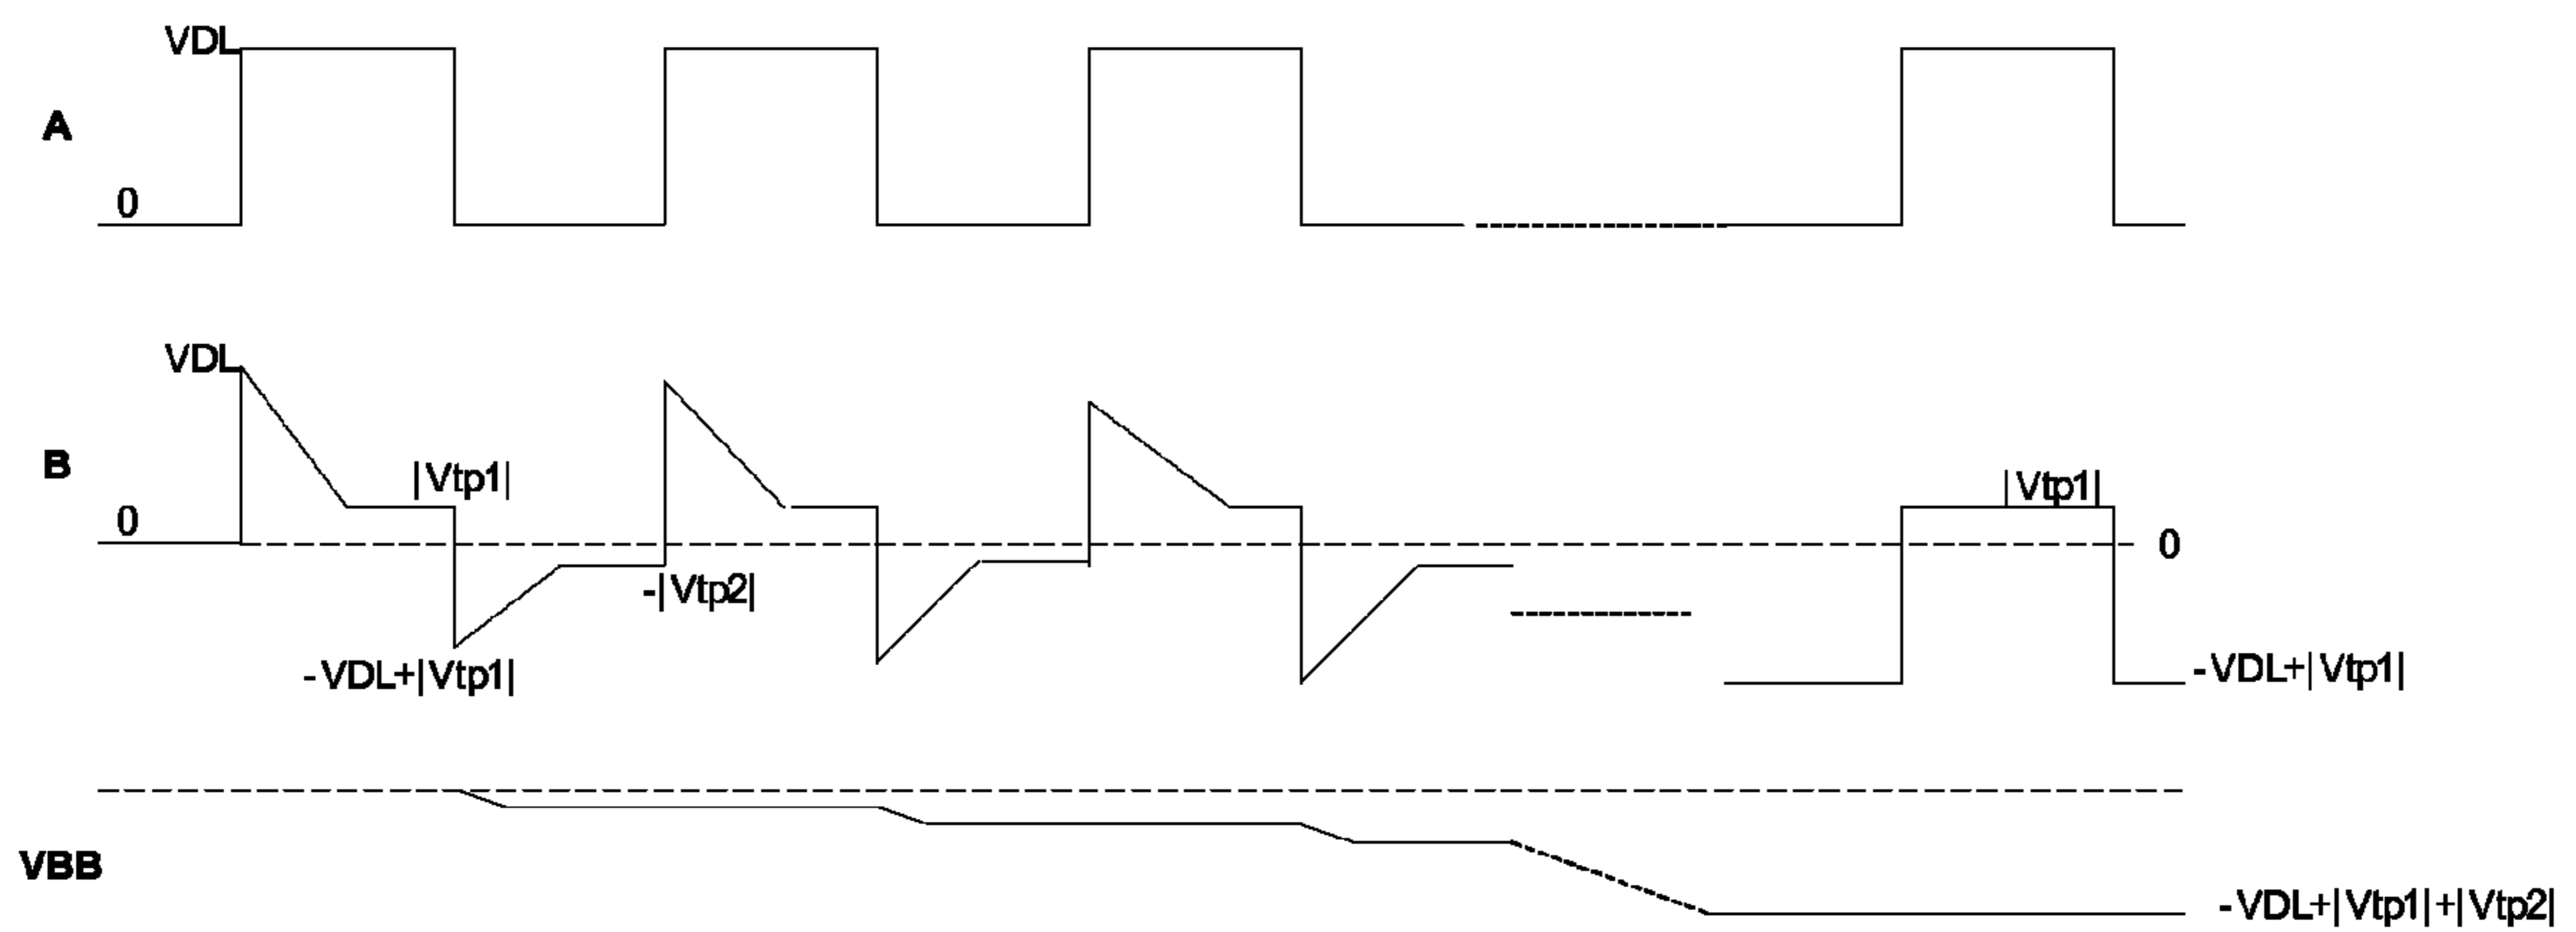 VDL
A
0
VDL
B
|Vtp1|
|Vtp1|
0
0
-|Vtp2|
-VDL+|Vtp1|
-VDL+|Vtp1|
VBB
-VDL+|Vtp1|+|Vtp2|